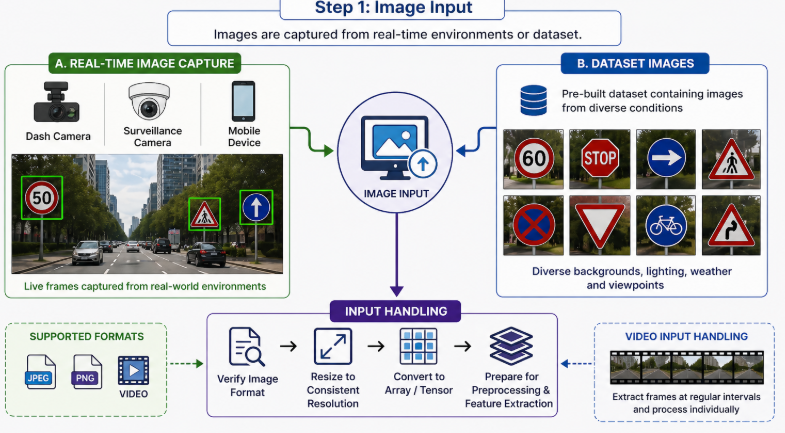 Step 1: Image Input
Images are captured from real-time environments or dataset.
A. REAL-TIME IMAGE CAPTURE
Dash Camera
Surveillance
Camera
Mobile
Device
50
Live frames captured from real-world environments
IMAGE INPUT
B. DATASET IMAGES
Pre-built dataset containing images
from diverse conditions
60
STOP
Diverse backgrounds, lighting, weather
and viewpoints
SUPPORTED FORMATS
JPEG
PNG
VIDEO
INPUT HANDLING
Verify Image
Format
Resize to
Consistent
Resolution
Convert to
Array / Tensor
Prepare for
Preprocessing &
Feature Extraction
VIDEO INPUT HANDLING
Extract frames at regular intervals
and process individually